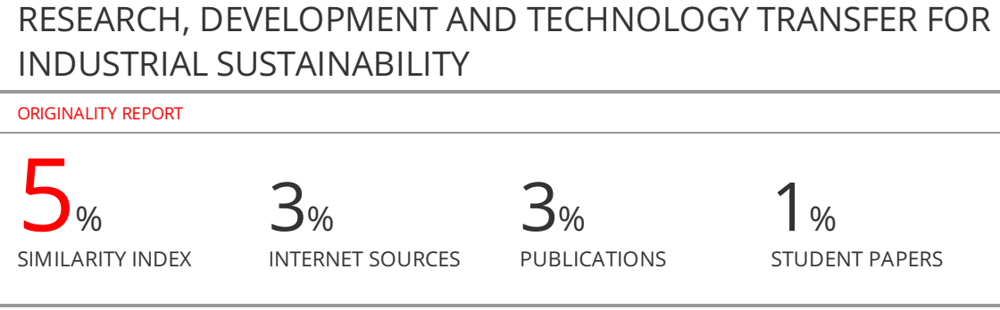 RESEARCH, DEVELOPMENT AND TECHNOLOGY TRANSFER FOR
INDUSTRIAL SUSTAINABILITY
ORIGINALITY REPORT
5% 3% 3% 1%
SIMILARITY INDEX INTERNET SOURCES PUBLICATIONS STUDENT PAPERS